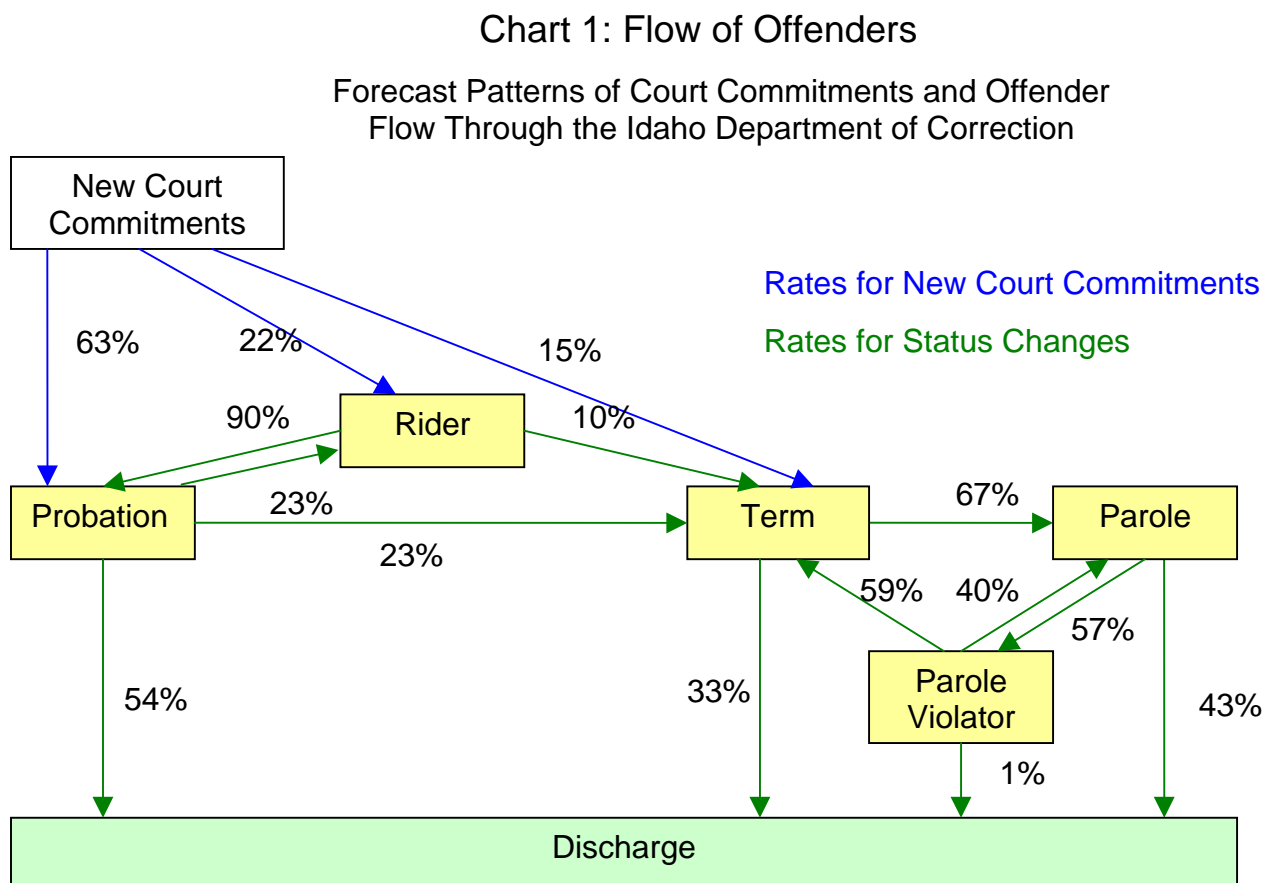 Chart 1: Flow of Offenders
Forecast Patterns of Court Commitments and Offender
Flow Through the Idaho Department of Correction
New Court
Commitments
Rates for New Court Commitments
63%
22%
15%
Rates for Status Changes
90%
Rider
10%
Probation
23%
23%
Term
67%
Parole
59%
40%
57%
54%
33%
Parole
Violator
43%
1%
Discharge